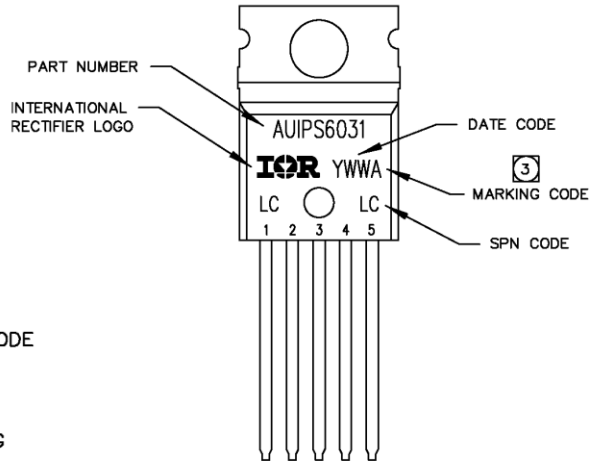 PART NUMBER
INTERNATIONAL
RECTIFIER LOGO
AUIPS6031
DATE CODE
IOR YWWA
3
MARKING CODE
LC LC
SPN CODE
1 2 3 4 5
ODE
G